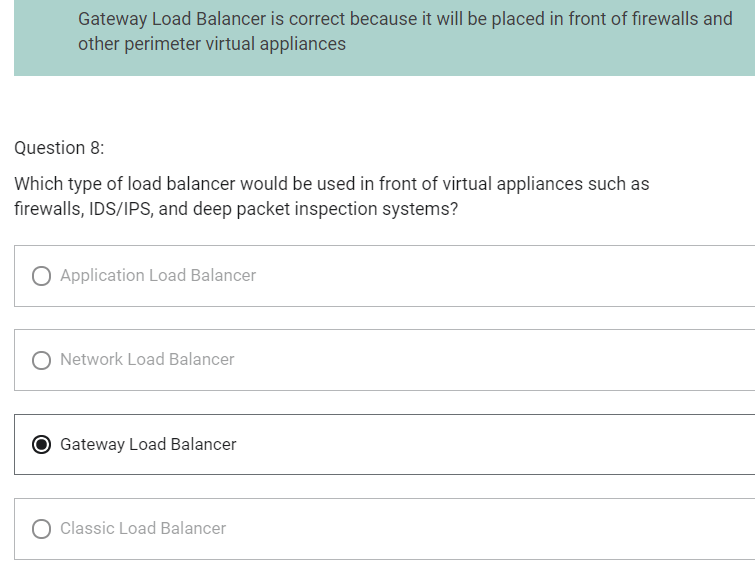 Gateway Load Balancer is correct because it will be placed in front of firewalls and
other perimeter virtual appliances
Question 8:
Which type of load balancer would be used in front of virtual appliances such as
firewalls, IDS/IPS, and deep packet inspection systems?
Application Load Balancer
Network Load Balancer
Gateway Load Balancer
Classic Load Balancer